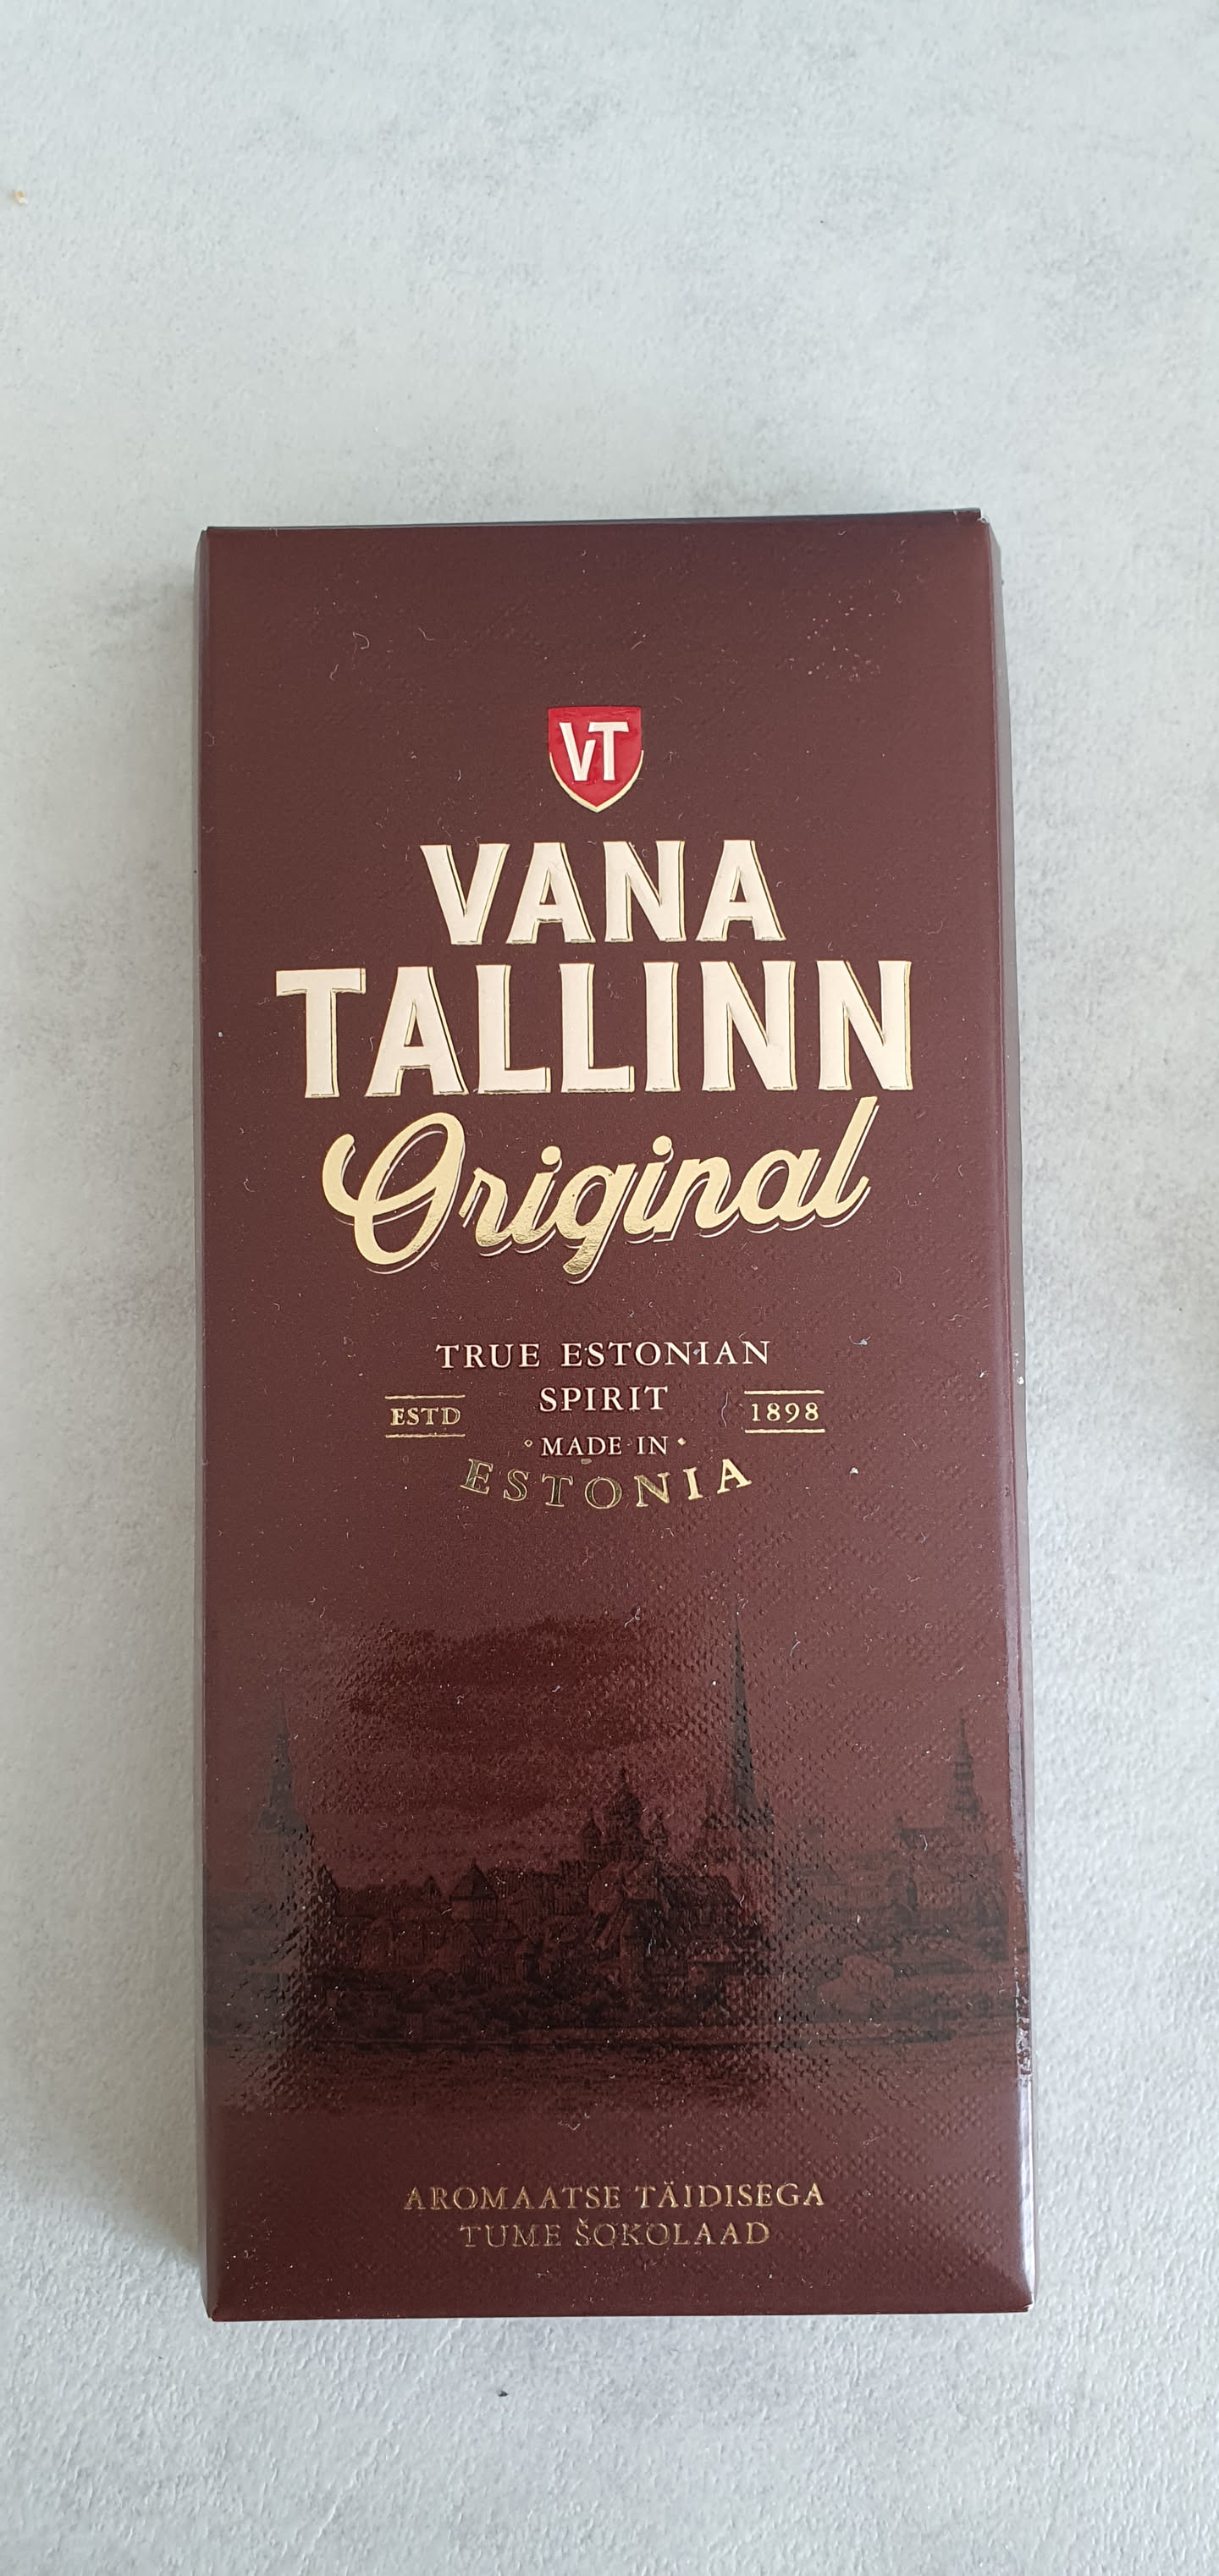 VT
VANA
TALLINN
Original
TRUE ESTONIAN
SPIRIT
ESTD
1898
MADE IN
ESTONIA
AROMAATSE TÄIDISEGA
TUME ŠOKOLAAD